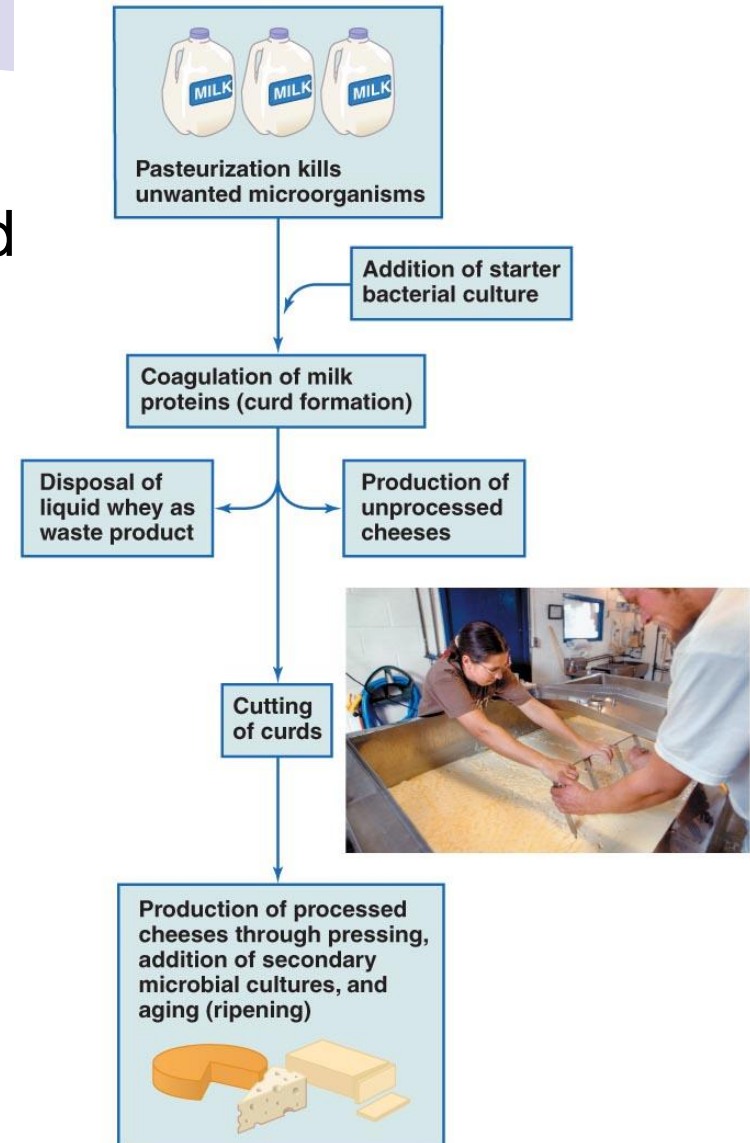 MILK MILK MILK
Pasteurization kills
unwanted microorganisms
d
Addition of starter
bacterial culture
Coagulation of milk
proteins (curd formation)
Disposal of
liquid whey as
waste product
Production of
unprocessed
cheeses
Cutting
of curds
Production of processed
cheeses through pressing,
addition of secondary
microbial cultures, and
aging (ripening)